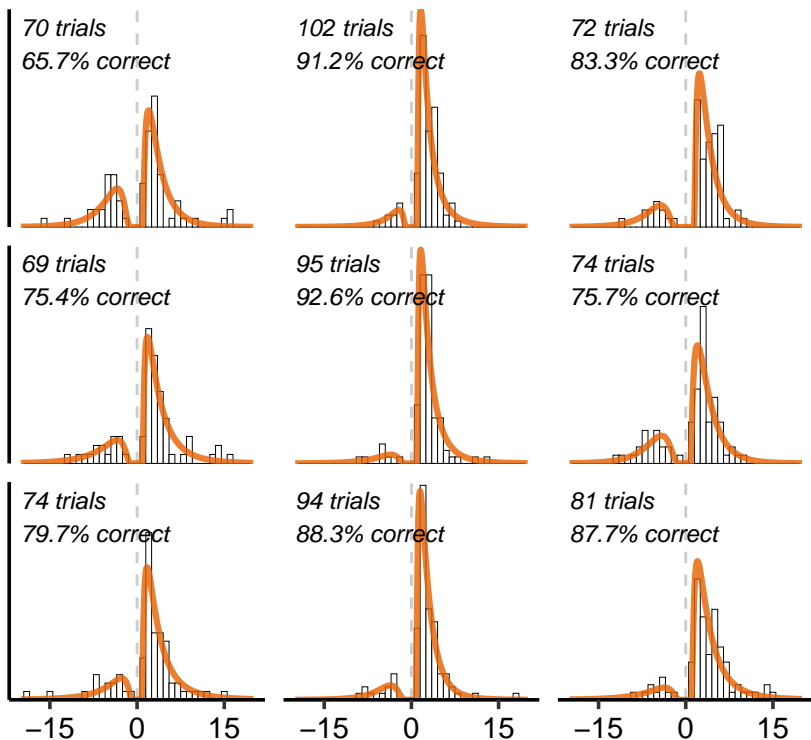 70 trials
65.7% correct
102 trials
91.2% correct
72 trials
83.3% correct
69 trials
75.4% correct
95 trials
92.6% correct
74 trials
75.7% correct
74 trials
79.7% correct
94 trials
88.3% correct
81 trials
87.7% correct
−15 0 15 −15 0 15 −15 0 15